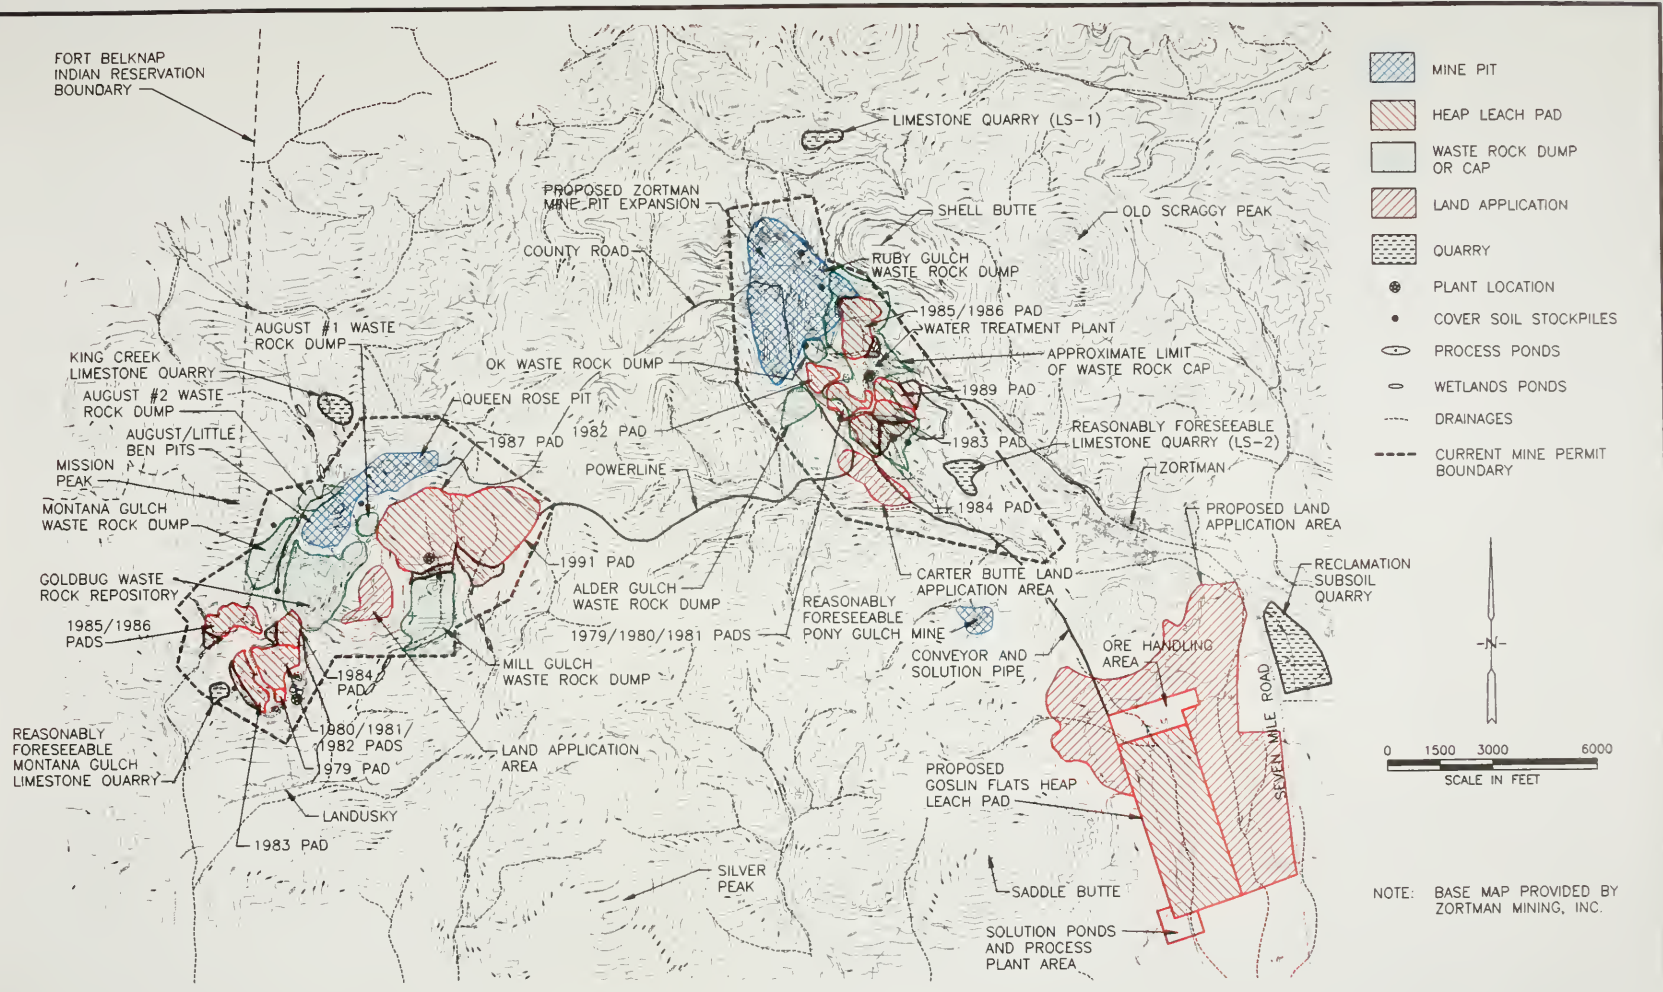 FORT BELKNAP
INDIAN RESERVATION
BOUNDARY
LIMESTONE QUARRY (LS-1)
PROPOSED ZORTMAN
MINE PIT EXPANSION
SHELL BUTTE
OLD SCRAGGY PEAK
COUNTY ROAD
RUBY GULCH
WASTE ROCK DUMP
1985/1986 PAD
WATER TREATMENT PLANT
AUGUST #1 WASTE
ROCK DUMP
KING CREEK
LIMESTONE QUARRY
OK WASTE ROCK DUMP
APPROXIMATE LIMIT
OF WASTE ROCK CAP
AUGUST #2 WASTE
ROCK DUMP
QUEEN ROSE PIT
1989 PAD
AUGUST/LITTLE
BEN PITS
1987 PAD
1982 PAD
1983 PAD
REASONABLY FORESEEABLE
LIMESTONE QUARRY (LS-2)
MISSION
PEAK
POWERLINE
ZORTMAN
MONTANA GULCH
WASTE ROCK DUMP
1984 PAD
PROPOSED LAND
APPLICATION AREA
1991 PAD
GOLDBUG WASTE
ROCK REPOSITORY
ALDER GULCH
WASTE ROCK DUMP
CARTER BUTTE LAND
APPLICATION AREA
RECLAMATION
SUBSOIL
QUARRY
1985/1986
PADS
1979/1980/1981 PADS
REASONABLY
FORESEEABLE
PONY GULCH MINE
CONVEYOR AND
SOLUTION PIPE
ORE HANDLING
AREA
MILL GULCH
WASTE ROCK DUMP
1984
PAD
SEVEN MILE ROAD
REASONABLY
FORESEEABLE
MONTANA GULCH
LIMESTONE QUARRY
1980/1981/
1982 PADS
1979 PAD
LAND APPLICATION
AREA
PROPOSED
GOSLIN FLATS HEAP
LEACH PAD
LANDUSKY
1983 PAD
SILVER
PEAK
SADDLE BUTTE
SOLUTION PONDS
AND PROCESS
PLANT AREA
MINE PIT
HEAP LEACH PAD
WASTE ROCK DUMP
OR CAP
LAND APPLICATION
QUARRY
PLANT LOCATION
COVER SOIL STOCKPILES
PROCESS PONDS
WETLANDS PONDS
DRAINAGES
CURRENT MINE PERMIT
BOUNDARY
N
0 1500 3000 6000
SCALE IN FEET
NOTE: BASE MAP PROVIDED BY
ZORTMAN MINING, INC.